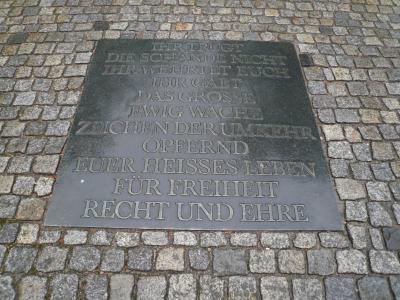 IHR TRUGT
DIE SCHANDE NICHT
IHR WEHRTET EUCH
IHR GABT
DAS GROSSE
EWIG WACHE
ZEICHEN DER UMKEHR
OPFERND
EUER HEISSES LEBEN
FÜR FREIHEIT
RECHT UND EHRE